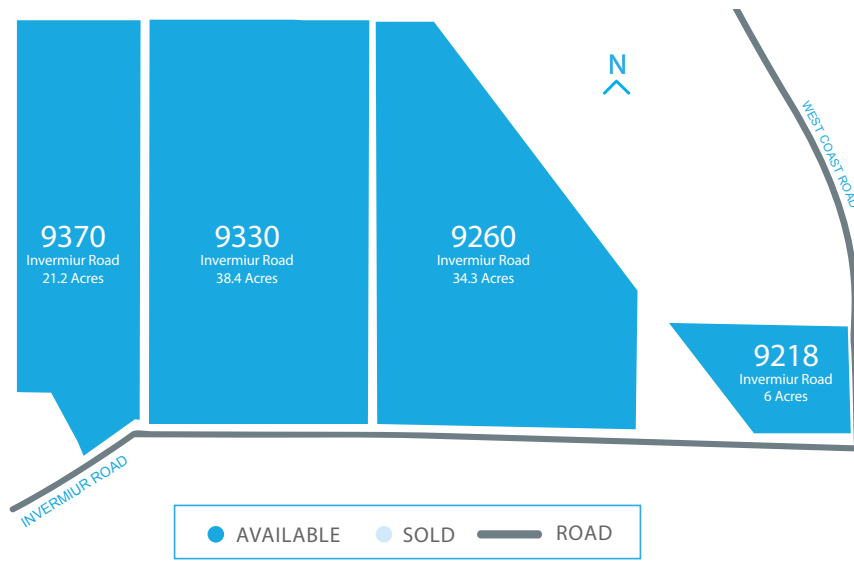 N
WEST COAST ROAD
9370
Invermiur Road
21.2 Acres
9330
Invermiur Road
38.4 Acres
9260
Invermiur Road
34.3 Acres
9218
Invermiur Road
6 Acres
INVERMIUR ROAD
AVAILABLE
SOLD
ROAD